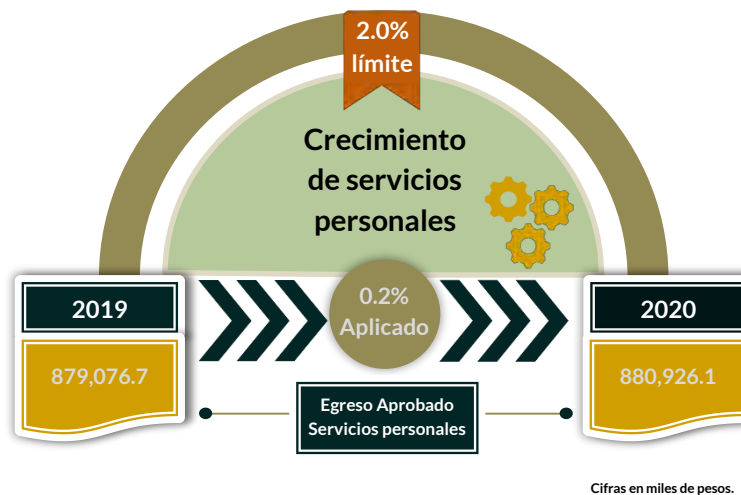 2.0%
límite
Crecimiento
de servicios
personales
2019
0.2%
Aplicado
2020
879,076.7
880,926.1
Egreso Aprobado
Servicios personales
Cifras en miles de pesos.